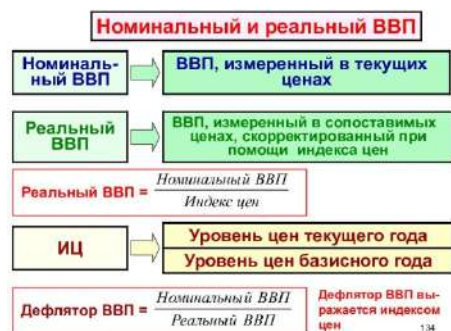 Номинальный и реальный ВВП
Номиналь-
ный ВВП
ВВП, измеренный в текущих
ценах
Реальный
ВВП
ВВП, измеренный в сопоставимых
ценах, скорректированный при
помощи индекса цен
Реальный ВВП = Номинальный ВВП
Индекс цен
ИЦ
Уровень цен текущего года
Уровень цен базисного года
Дефлятор ВВП = Номинальный ВВП
Реальный ВВП
Дефлятор ВВП вы-
ражается индексом
цен
134